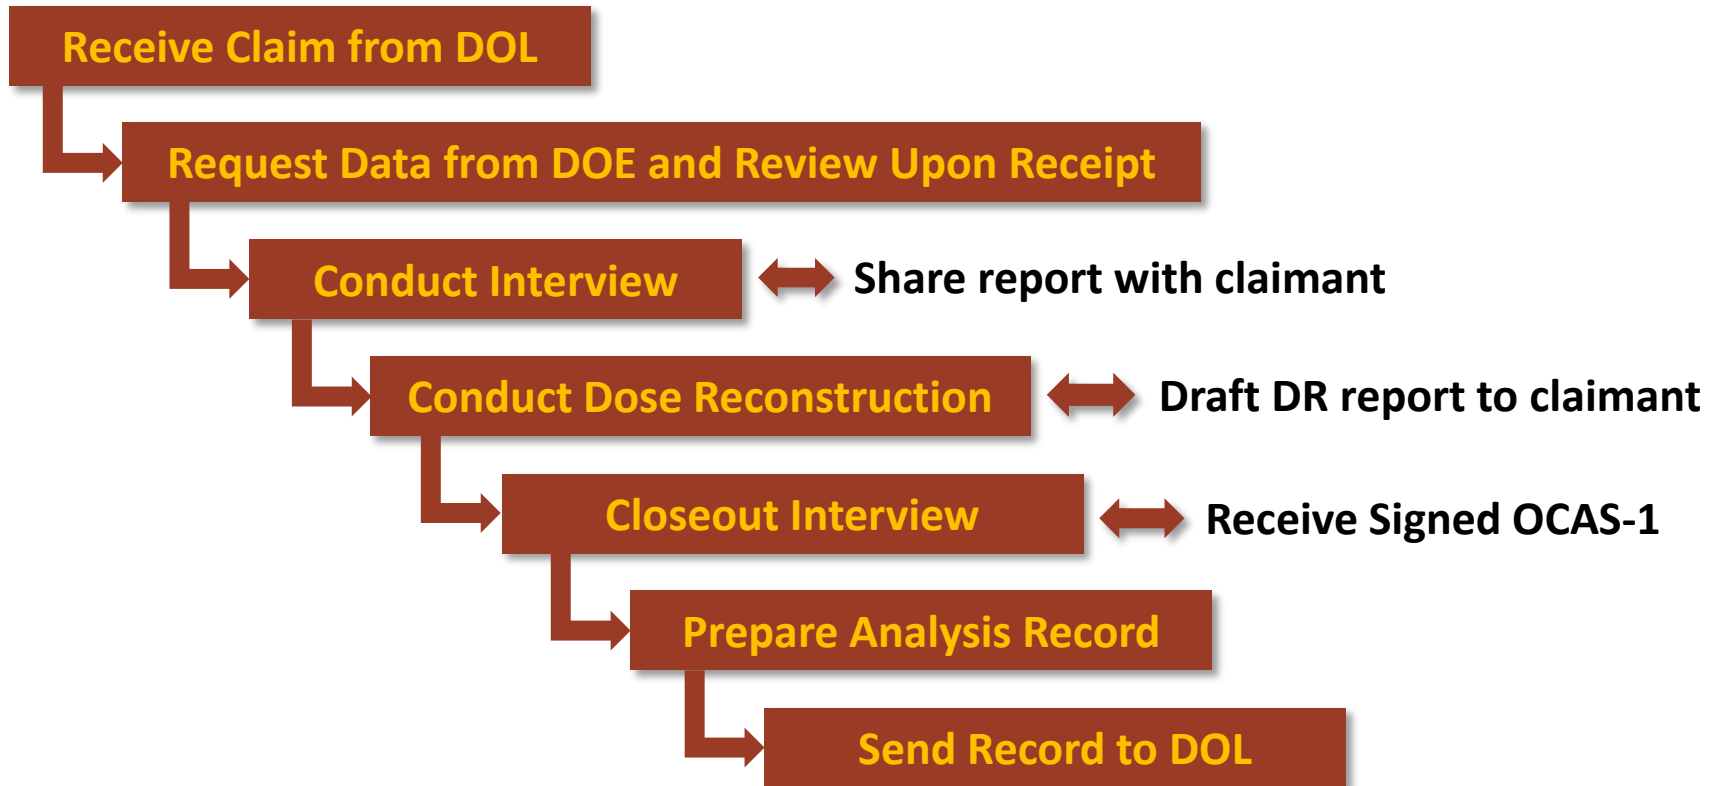 Receive Claim from DOL
Request Data from DOE and Review Upon Receipt
Conduct Interview
Share report with claimant
Conduct Dose Reconstruction
Draft DR report to claimant
Closeout Interview
Receive Signed OCAS-1
Prepare Analysis Record
Send Record to DOL